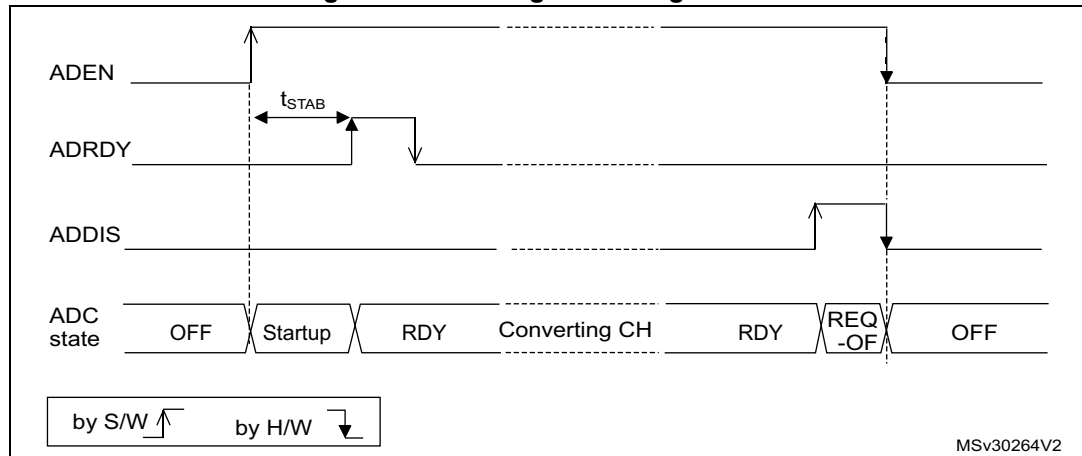 ADEN
tSTAB
ADRDY
ADDIS
ADC
state
OFF
Startup
RDY
Converting CH
RDY
REQ
-OF
OFF
by S/W
by H/W
MSv30264V2